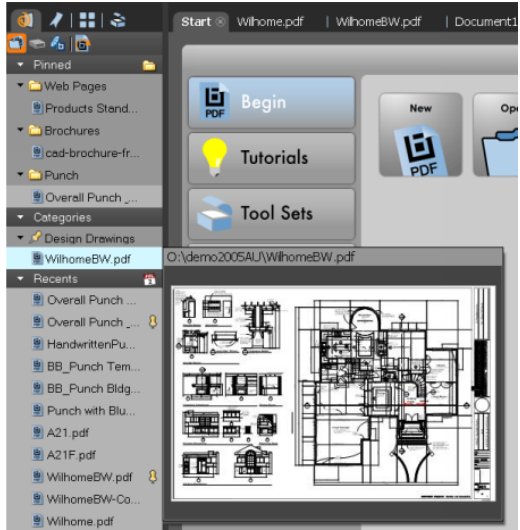 Start
Wilhome.pdf
WilhomeBW.pdf
Document1
Pinned
Web Pages
Products Stand...
Brochures
cad-brochure-fr...
Punch
Overall Punch _...
Categories
Design Drawings
WilhomeBW.pdf
Recents
Overall Punch ...
Overall Punch _...
HandwrittenPu...
BB_Punch Tem...
BB_Punch Bldg...
Punch with Blu...
A21.pdf
A21F.pdf
WilhomeBW.pdf
WilhomeBW-Co...
Wilhome.pdf
PDF
Begin
Tutorials
Tool Sets
New
PDF
Ope
O:\demo2005AU\WilhomeBW.pdf